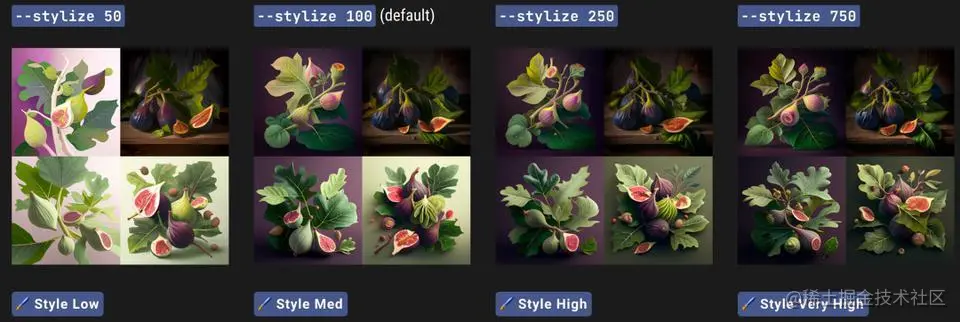 --stylize 50
--stylize 100 (default)
--stylize 250
--stylize 750
Style Low
Style Med
Style High
Style Very High
@稀土掘金技术社区